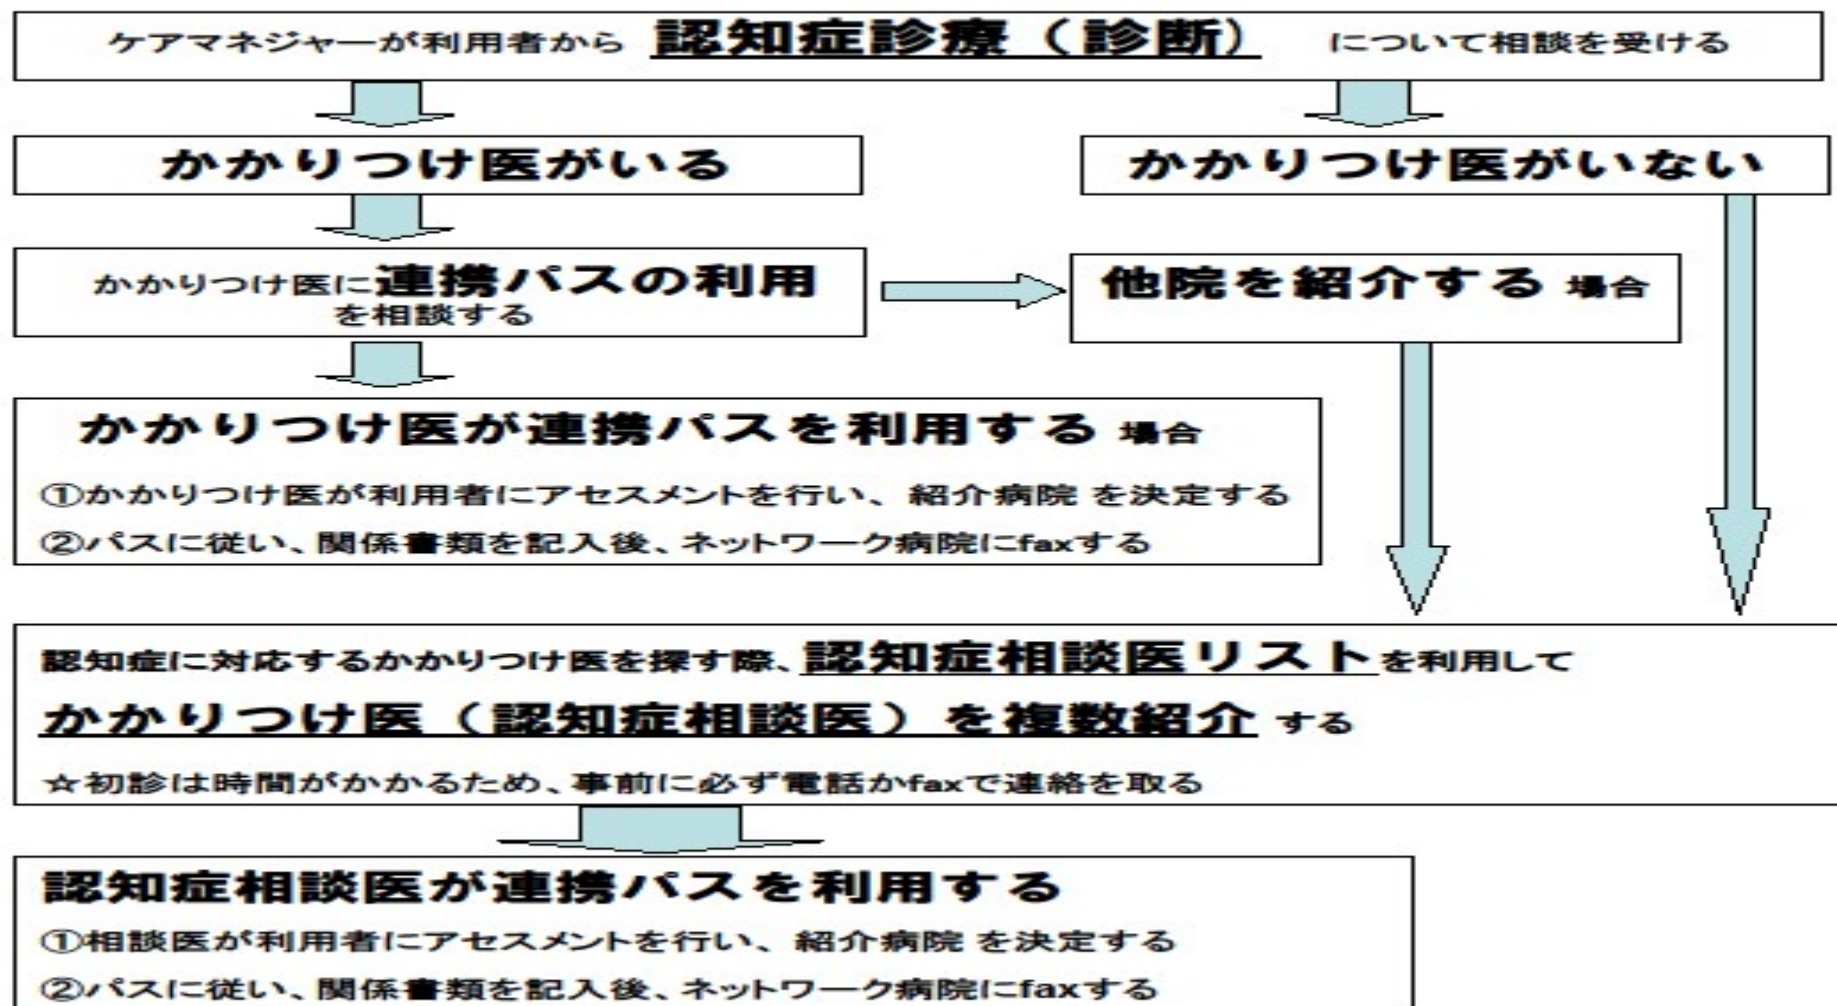 ケアマネジャーが利用者から 認知症診療(診断) について相談を受ける
かかりつけ医がいる
かかりつけ医がいない
かかりつけ医に連携パスの利用
を相談する
他院を紹介する 場合
かかりつけ医が連携パスを利用する 場合
①かかりつけ医が利用者にアセスメントを行い、紹介病院 を決定する
②パスに従い、関係書類を記入後、ネットワーク病院にfaxする
認知症に対応するかかりつけ医を探す際、認知症相談医リストを利用して
かかりつけ医(認知症相談医)を複数紹介 する
☆初診は時間がかかるため、事前に必ず電話かfaxで連絡を取る
認知症相談医が連携パスを利用する
①相談医が利用者にアセスメントを行い、紹介病院 を決定する
②パスに従い、関係書類を記入後、ネットワーク病院にfaxする